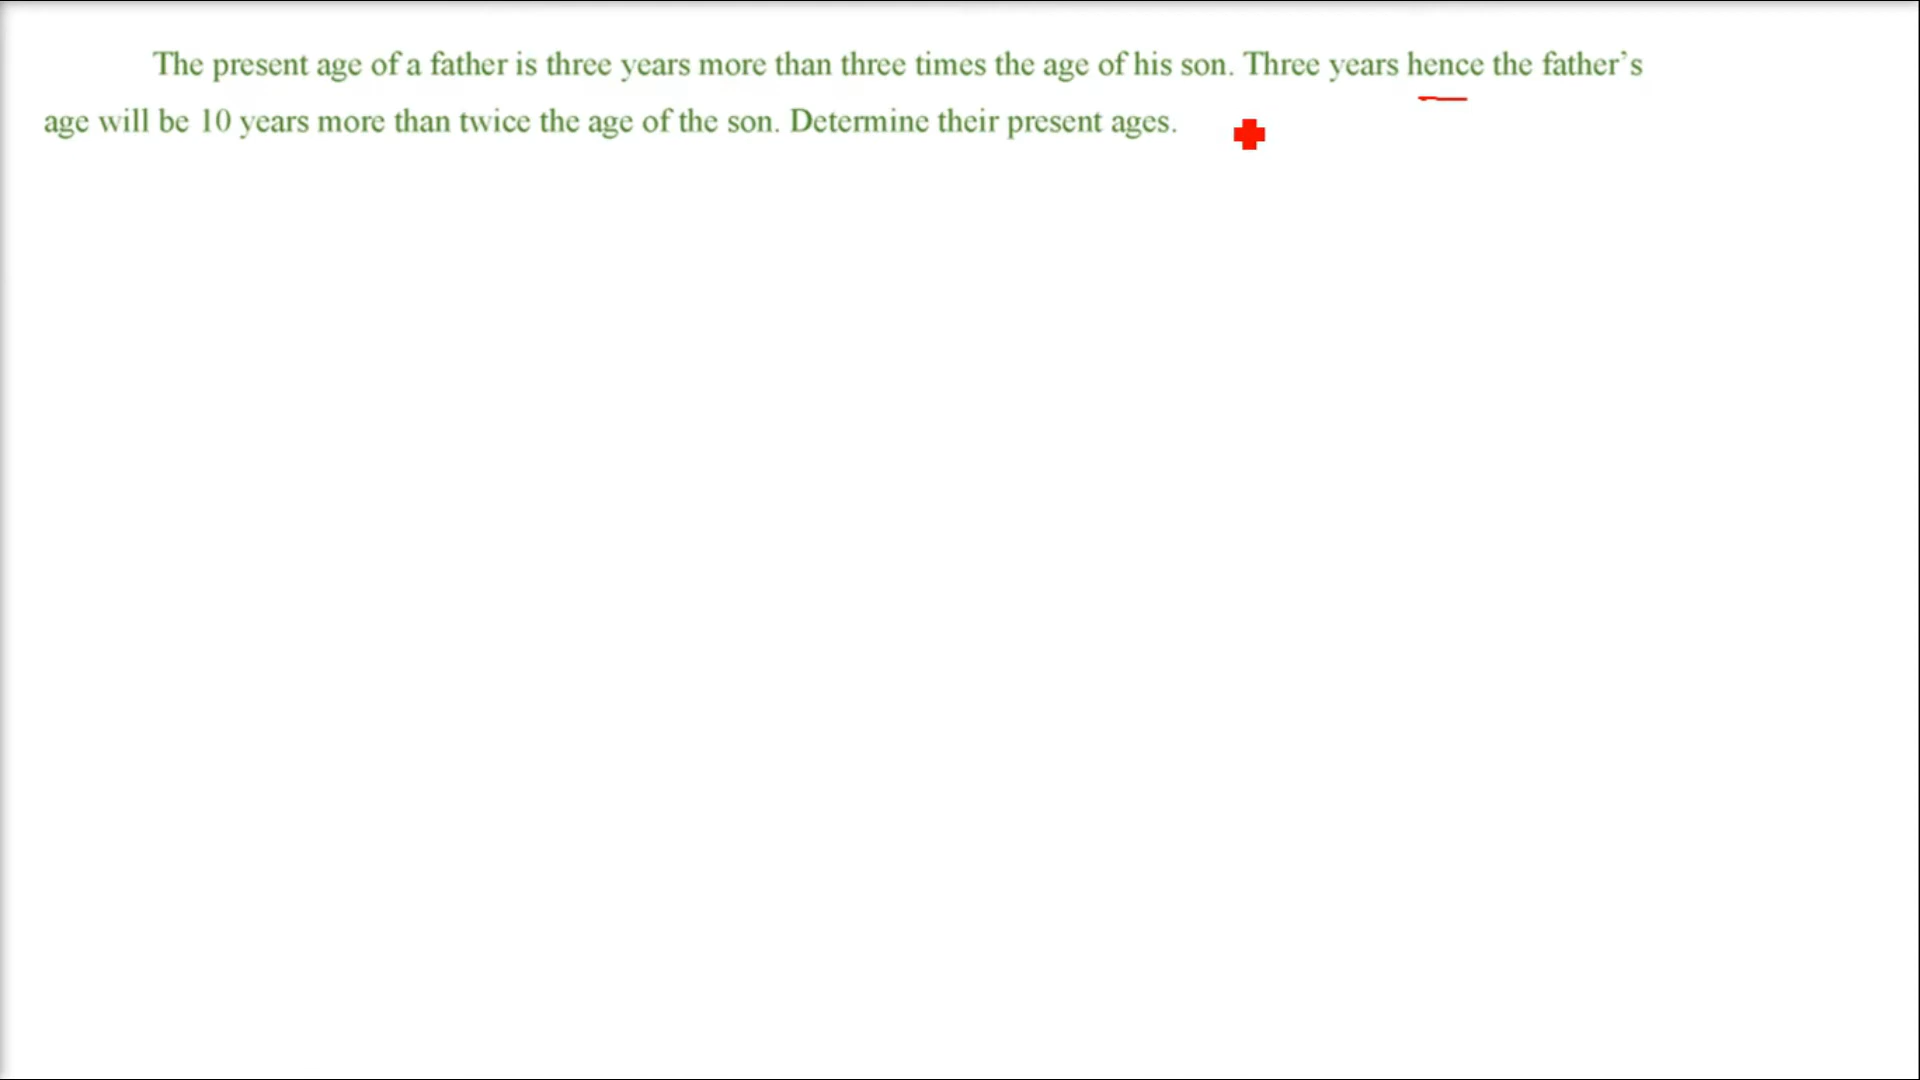 The present age of a father is three years more than three times the age of his son. Three years hence the father’s
age will be 10 years more than twice the age of the son. Determine their present ages.